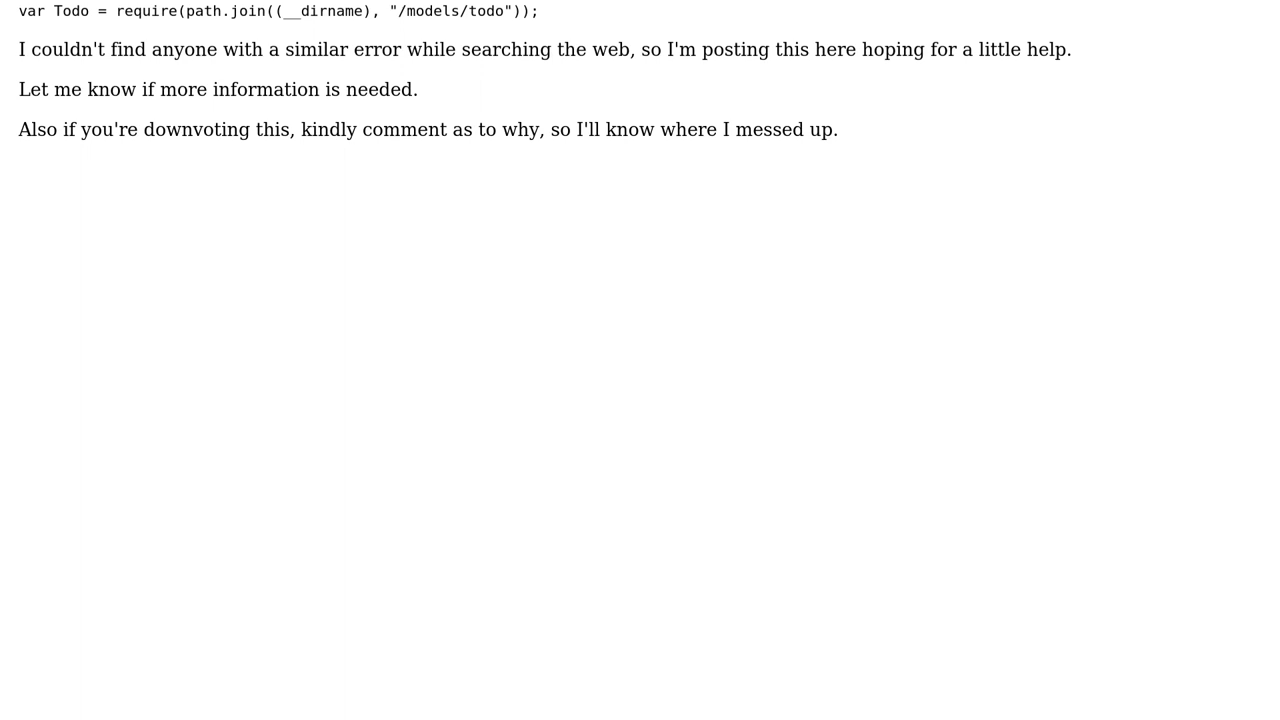 var Todo = require(path.join((__dirname), "/models/todo"));
I couldn't find anyone with a similar error while searching the web, so I'm posting this here hoping for a little help.
Let me know if more information is needed.
Also if you're downvoting this, kindly comment as to why, so I'll know where I messed up.